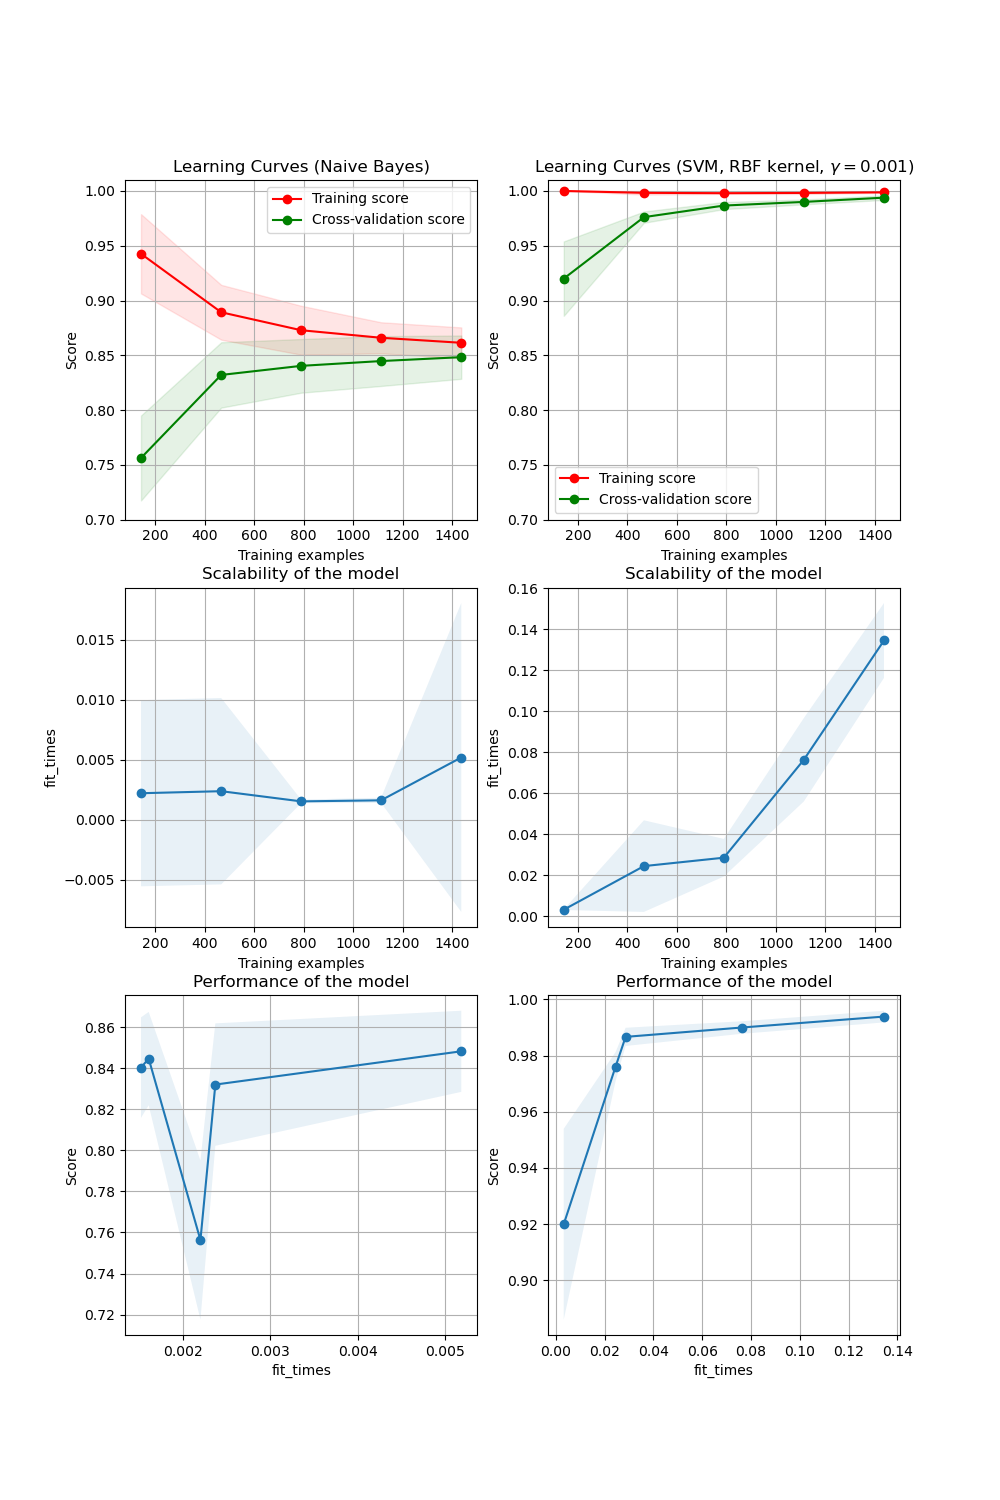 Learning Curves (Naive Bayes)
1.00
0.95
0.90
0.85
0.80
0.75
0.70
Score
Training score
Cross-validation score
200 400 600 800 1000 1200 1400
Training examples
Learning Curves (SVM, RBF kernel, γ = 0.001)
1.00
0.95
0.90
0.85
0.80
0.75
0.70
Score
Training score
Cross-validation score
200 400 600 800 1000 1200 1400
Training examples
Scalability of the model
0.015
0.010
0.005
0.000
−0.005
fit_times
200 400 600 800 1000 1200 1400
Training examples
Scalability of the model
0.16
0.14
0.12
0.10
0.08
0.06
0.04
0.02
0.00
fit_times
200 400 600 800 1000 1200 1400
Training examples
Performance of the model
0.86
0.84
0.82
0.80
0.78
0.76
0.74
0.72
Score
0.002 0.003 0.004 0.005
fit_times
Performance of the model
1.00
0.98
0.96
0.94
0.92
0.90
Score
0.00 0.02 0.04 0.06 0.08 0.10 0.12 0.14
fit_times